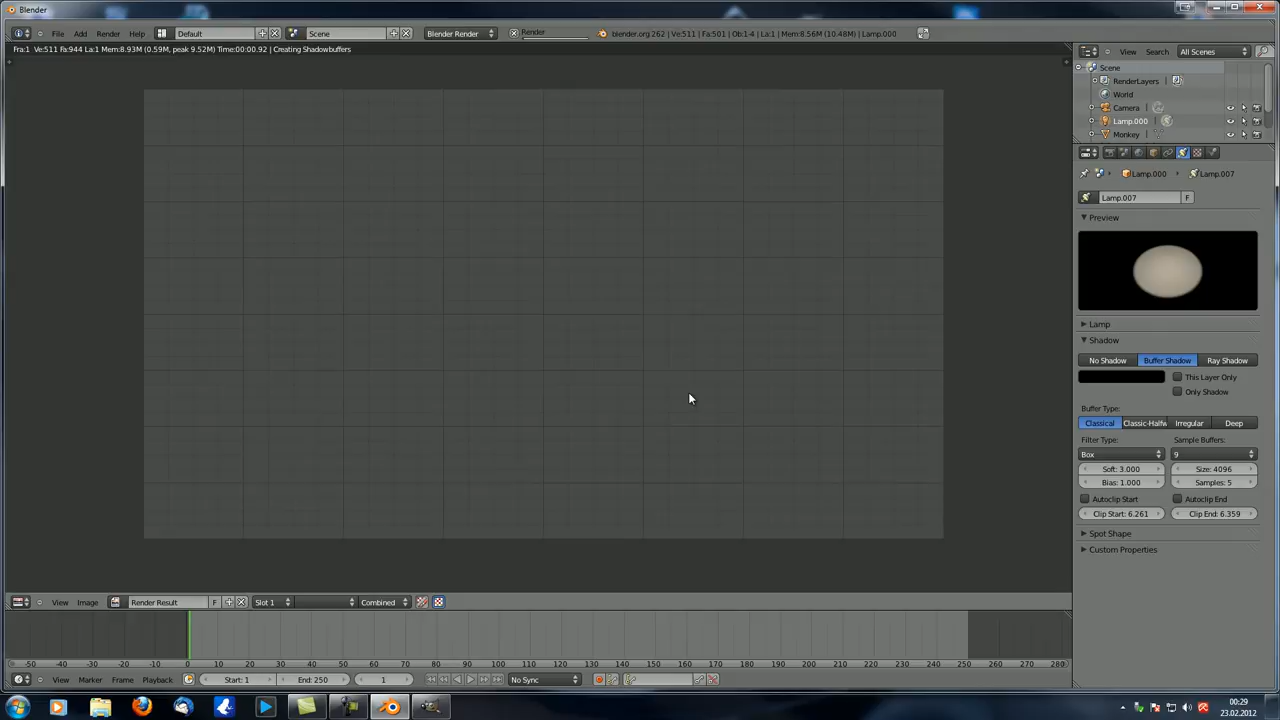 Blender
File Add Render Help Default Scene Blender Render Render blender.org 262 | Ve:511 | Fa:501 | Ob:1-4 | La:1 | Mem:8.56M (10.48M) | Lamp.000
Fra:1 Ve:511 Fa:944 La:1 Mem:8.93M (0.59M, peak 9.52M) Time:00:00.92 | Creating Shadowbuffers
View Search All Scenes
Scene
RenderLayers
World
Camera
Lamp.000
Monkey
Lamp.000 Lamp.007
Lamp.007 F
Preview
Lamp
Shadow
No Shadow Buffer Shadow Ray Shadow
This Layer Only
Only Shadow
Buffer Type:
Classical Classic-Halfw Irregular Deep
Filter Type: Sample Buffers:
Box 9
Soft: 3.000 Size: 4096
Bias: 1.000 Samples: 5
Autoclip Start Autoclip End
Clip Start: 6.261 Clip End: 6.359
Spot Shape
Custom Properties
View Image Render Result F Slot 1 Combined
-50 -40 -30 -20 -10 0 10 20 30 40 50 60 70 80 90 100 110 120 130 140 150 160 170 180 190 200 210 220 230 240 250 260 270 280
View Marker Frame Playback Start: 1 End: 250 1 No Sync
00:29
23.02.2012